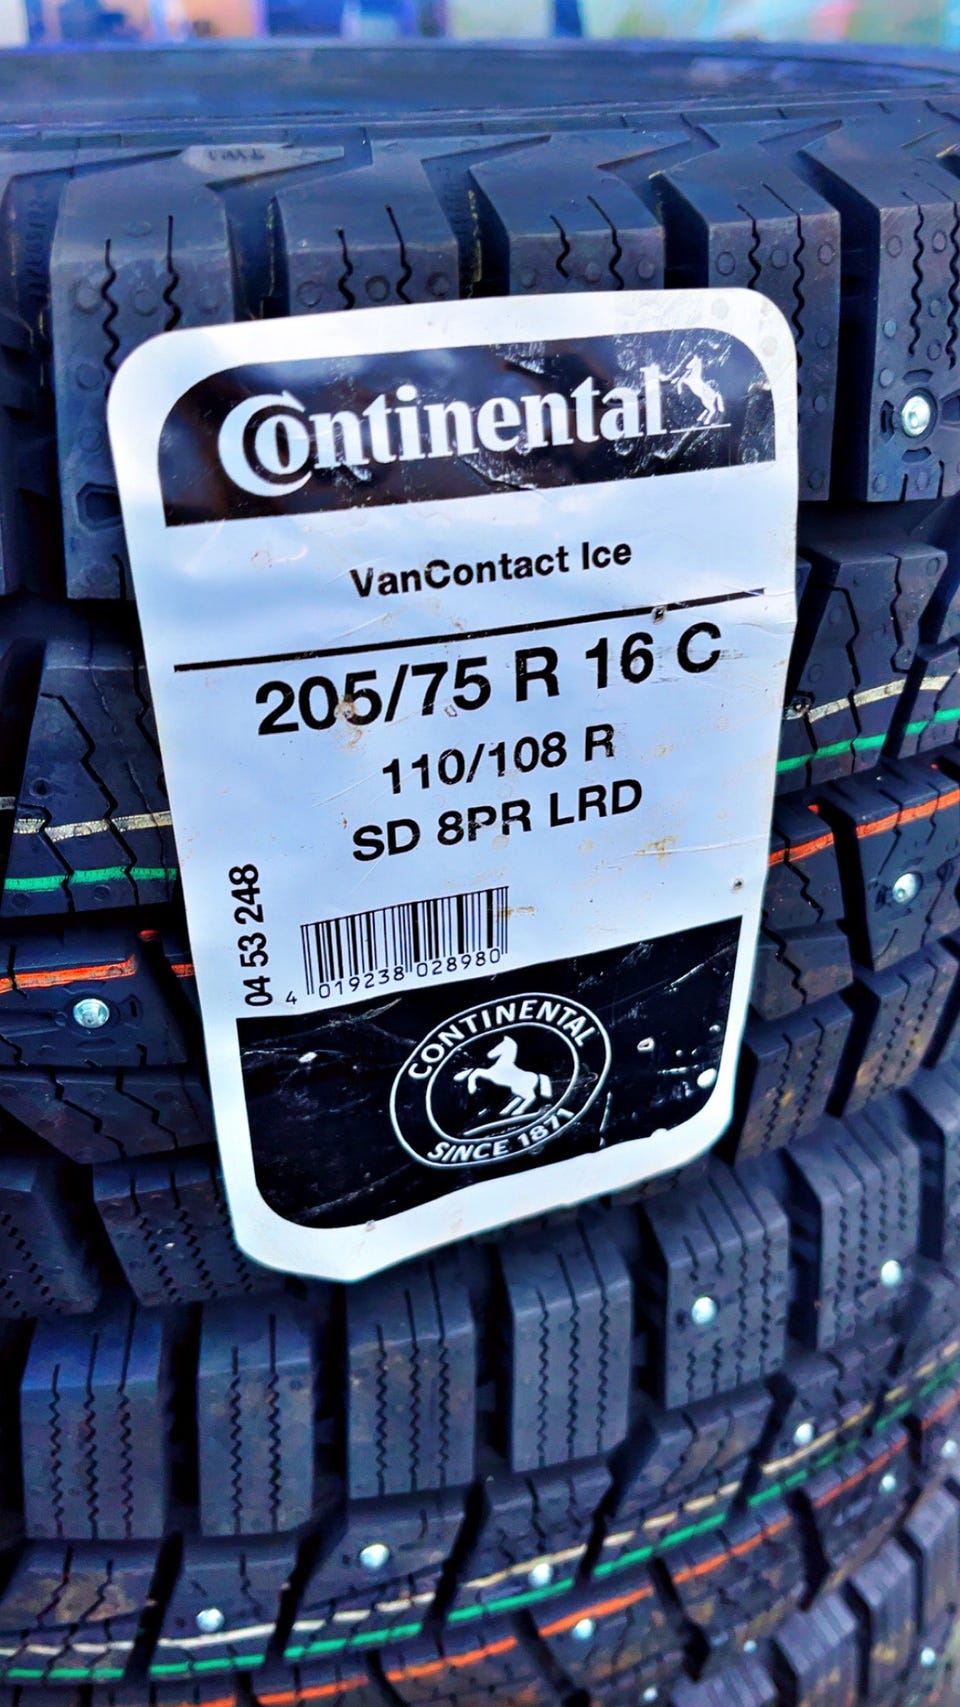 Continental
VanContact Ice
205/75 R 16 C
110/108 R
SD 8PR LRD
04 53 248
4 019238 028980
CONTINENTAL
SINCE 1871